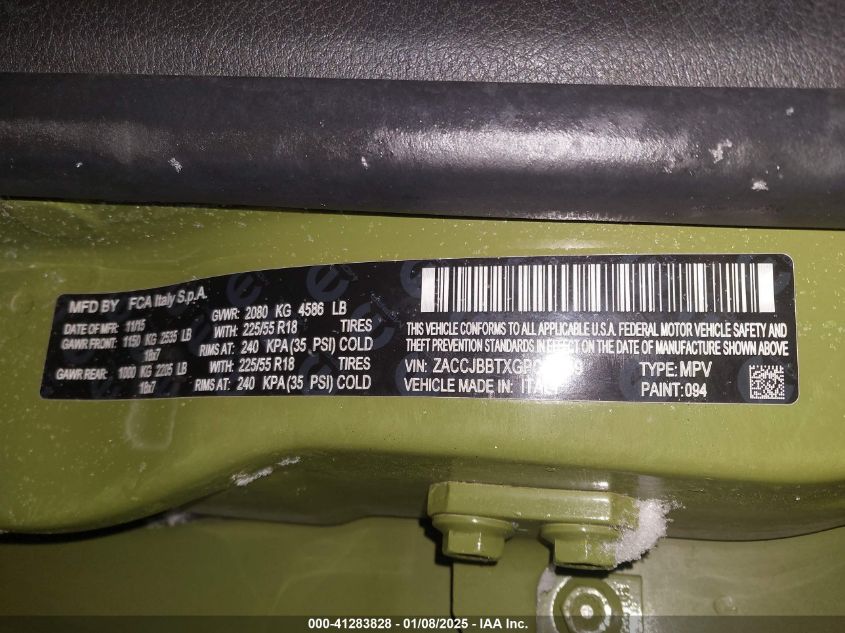 MFD BY FCA Italy S.p.A.
DATE OF MFR: 11/15 GVWR: 2080 KG 4586 LB
GAWR FRONT: 1150 KG 2535 LB WITH: 225/55 R18 TIRES
18x7 RIMS AT: 240 KPA(35 PSI) COLD
GAWR REAR: 1000 KG 2205 LB WITH: 225/55 R18 TIRES
18x7 RIMS AT: 240 KPA(35 PSI) COLD
THIS VEHICLE CONFORMS TO ALL APPLICABLE U.S.A. FEDERAL MOTOR VEHICLE SAFETY AND
THEFT PREVENTION STANDARDS IN EFFECT ON THE DATE OF MANUFACTURE SHOWN ABOVE
VIN: TYPE: MPV
VEHICLE MADE IN: ITALY PAINT: 094
000-41283828 - 01/08/2025 - IAA Inc.